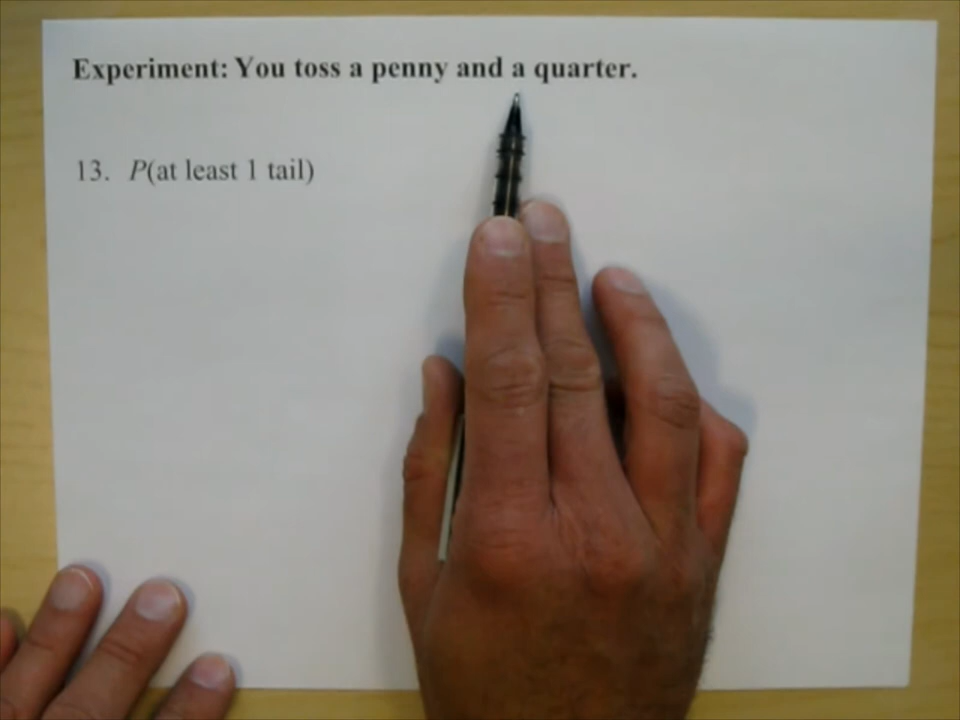 Experiment: You toss a penny and a quarter.
13. P(at least 1 tail)